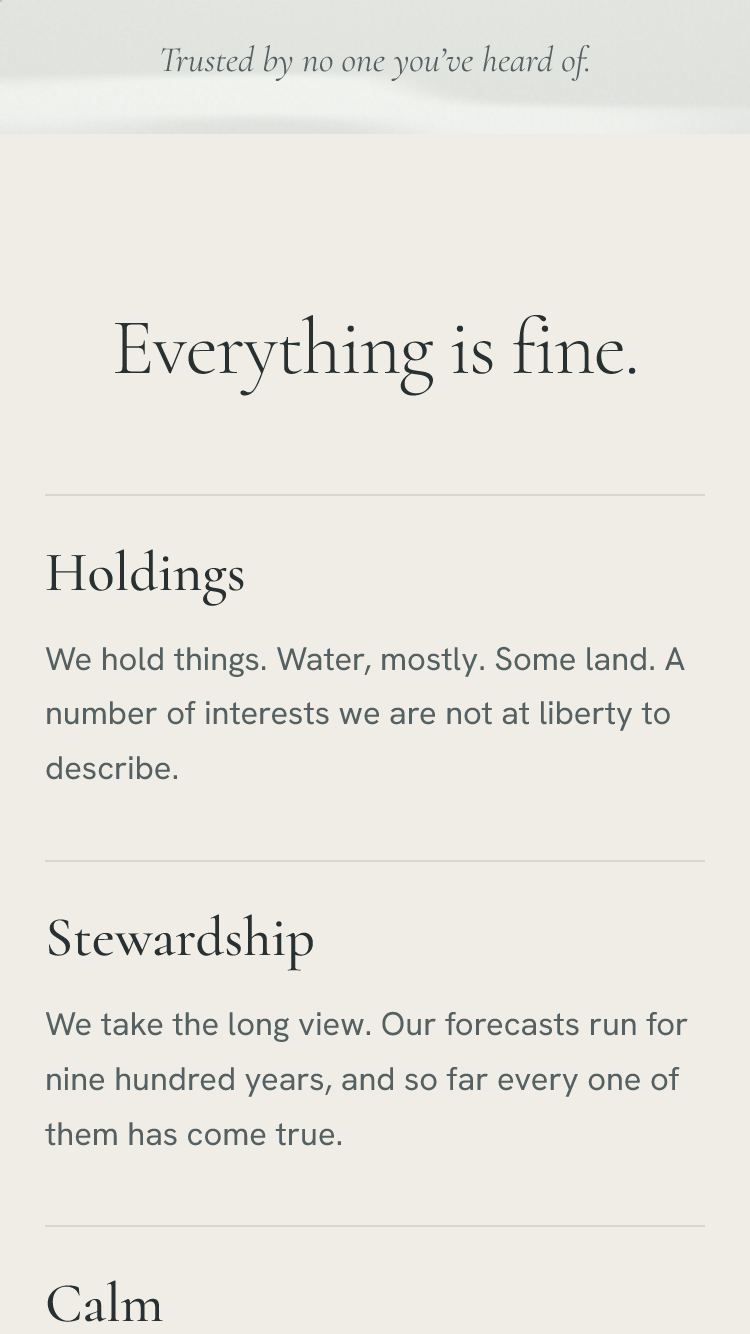 Trusted by no one you’ve heard of.
Everything is fine.
Holdings
We hold things. Water, mostly. Some land. A
number of interests we are not at liberty to
describe.
Stewardship
We take the long view. Our forecasts run for
nine hundred years, and so far every one of
them has come true.
Calm